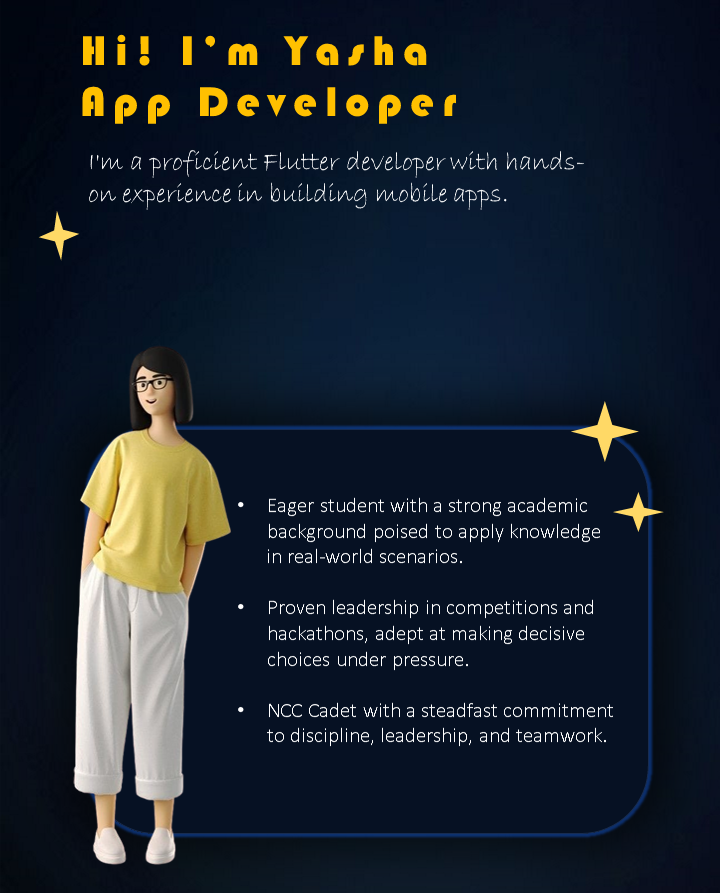 Hi! I'm Yasha
App Developer
I'm a proficient Flutter developer with hands-
on experience in building mobile apps.
• Eager student with a strong academic
background poised to apply knowledge
in real-world scenarios.
• Proven leadership in competitions and
hackathons, adept at making decisive
choices under pressure.
• NCC Cadet with a steadfast commitment
to discipline, leadership, and teamwork.